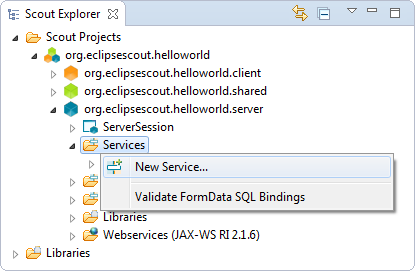 Scout Explorer
Scout Projects
org.eclipsescout.helloworld
org.eclipsescout.helloworld.client
org.eclipsescout.helloworld.shared
org.eclipsescout.helloworld.server
ServerSession
Services
New Service...
Validate FormData SQL Bindings
Libraries
Webservices (JAX-WS RI 2.1.6)
Libraries